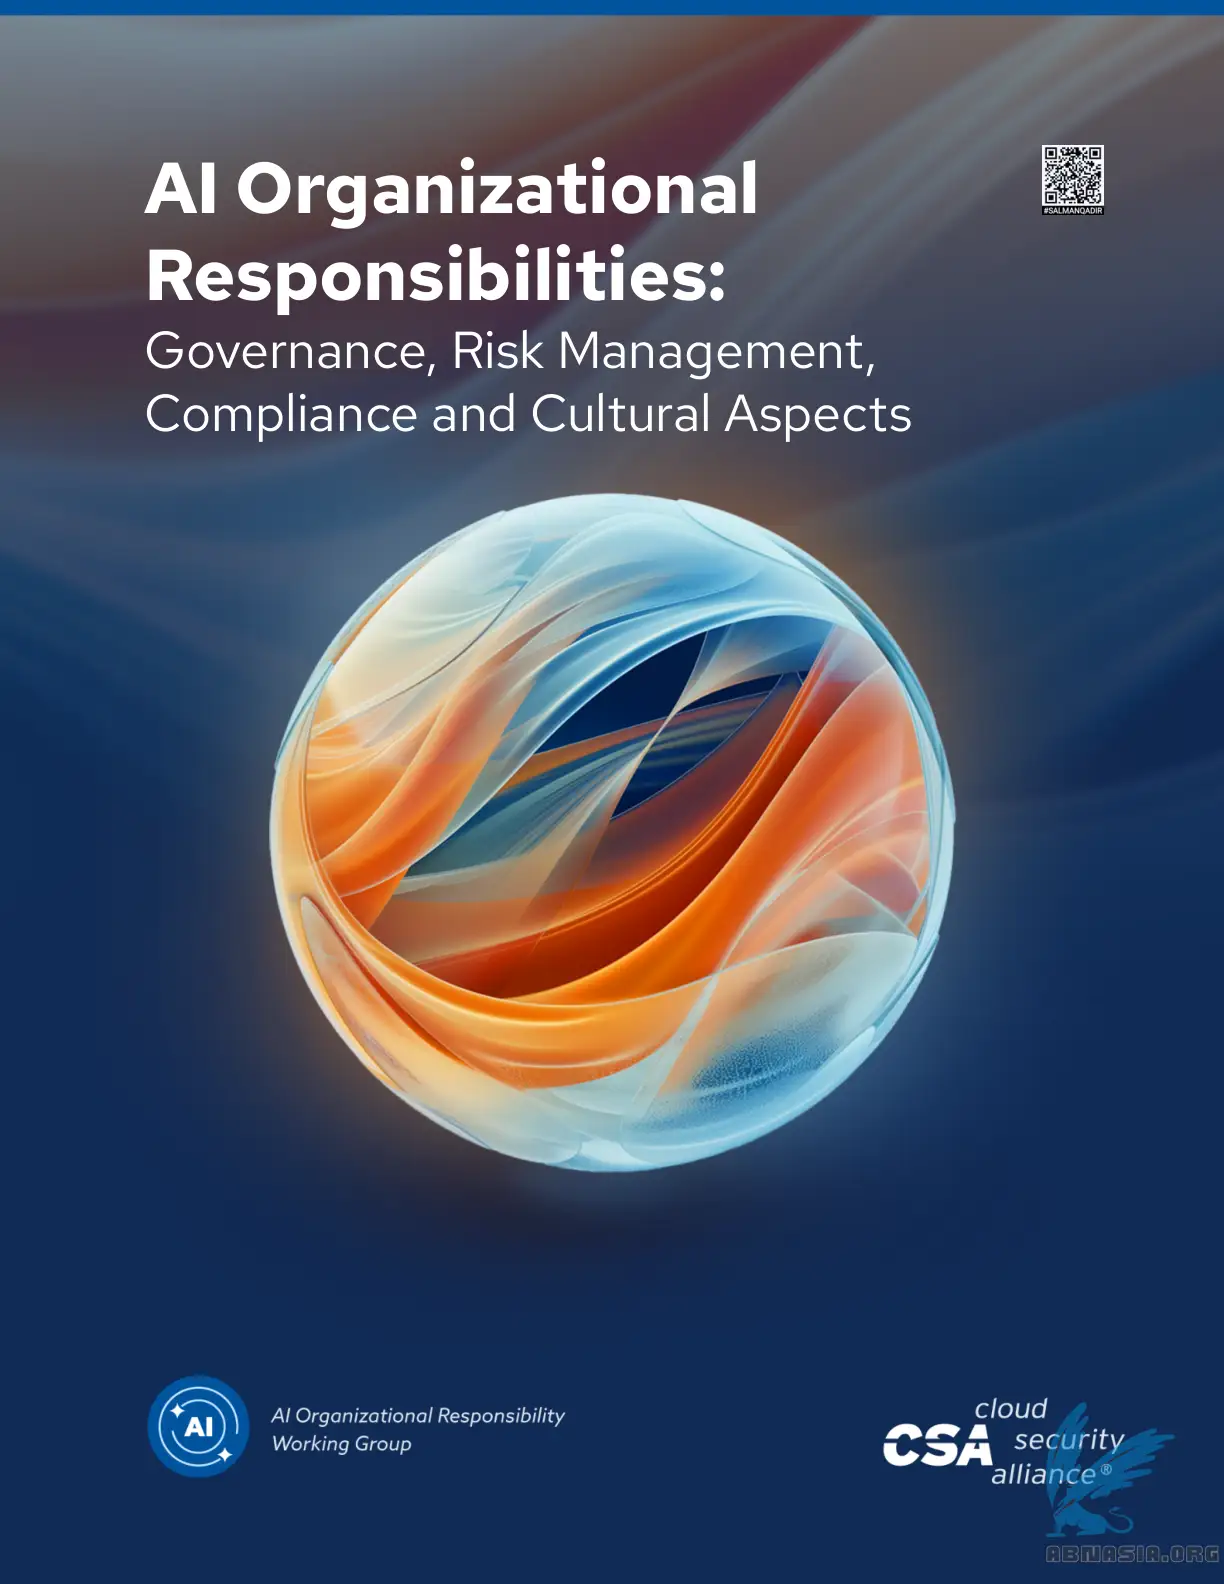 AI Organizational
Responsibilities:
Governance, Risk Management,
Compliance and Cultural Aspects
#SALMANQADIR
AI
AI Organizational Responsibility
Working Group
CSA
cloud
security
alliance®
ABMASIA.ORG